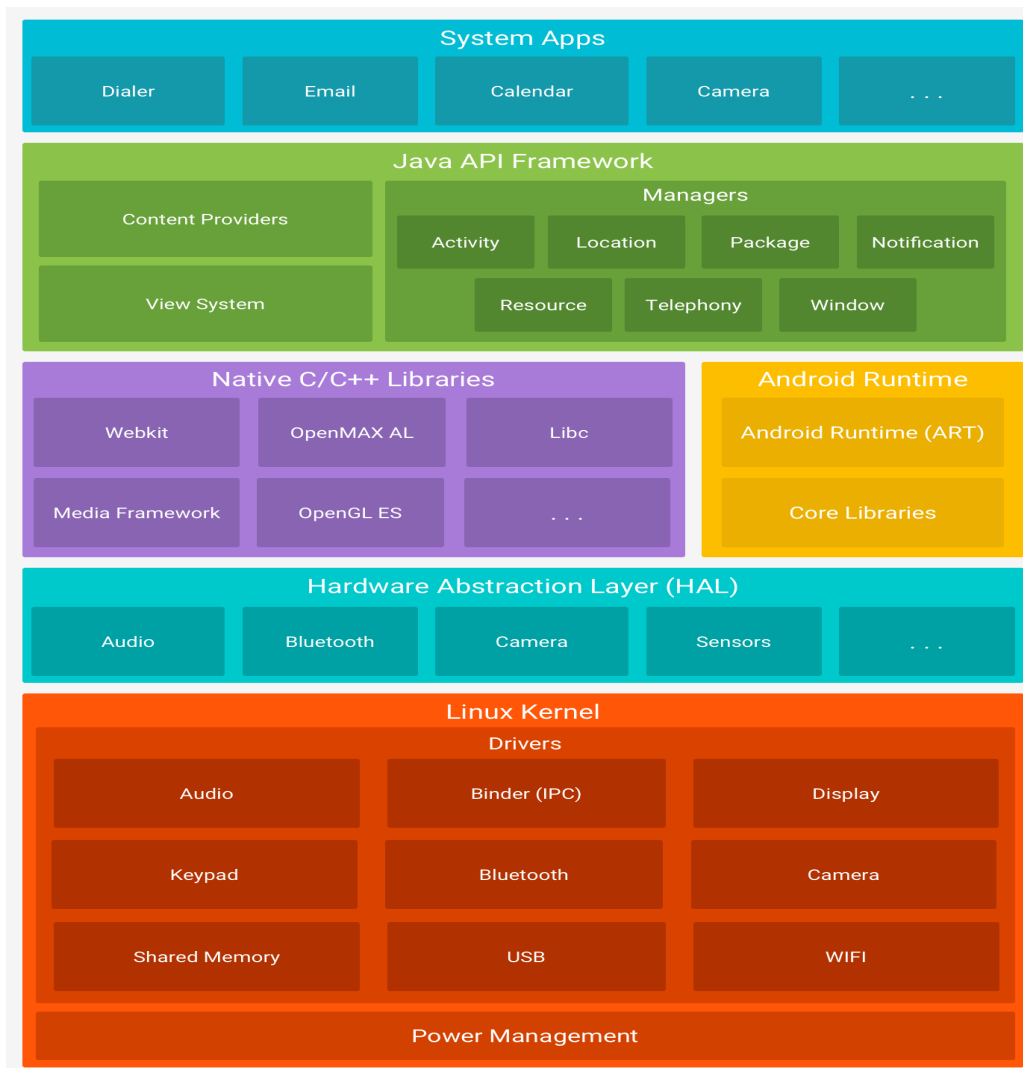 System Apps
Dialer Email Calendar Camera . . .
Java API Framework
Content Providers
View System
Managers
Activity Location Package Notification
Resource Telephony Window
Native C/C++ Libraries
Webkit OpenMAX AL Libc
Media Framework OpenGL ES . . .
Android Runtime
Android Runtime (ART)
Core Libraries
Hardware Abstraction Layer (HAL)
Audio Bluetooth Camera Sensors . . .
Linux Kernel
Drivers
Audio Binder (IPC) Display
Keypad Bluetooth Camera
Shared Memory USB WIFI
Power Management